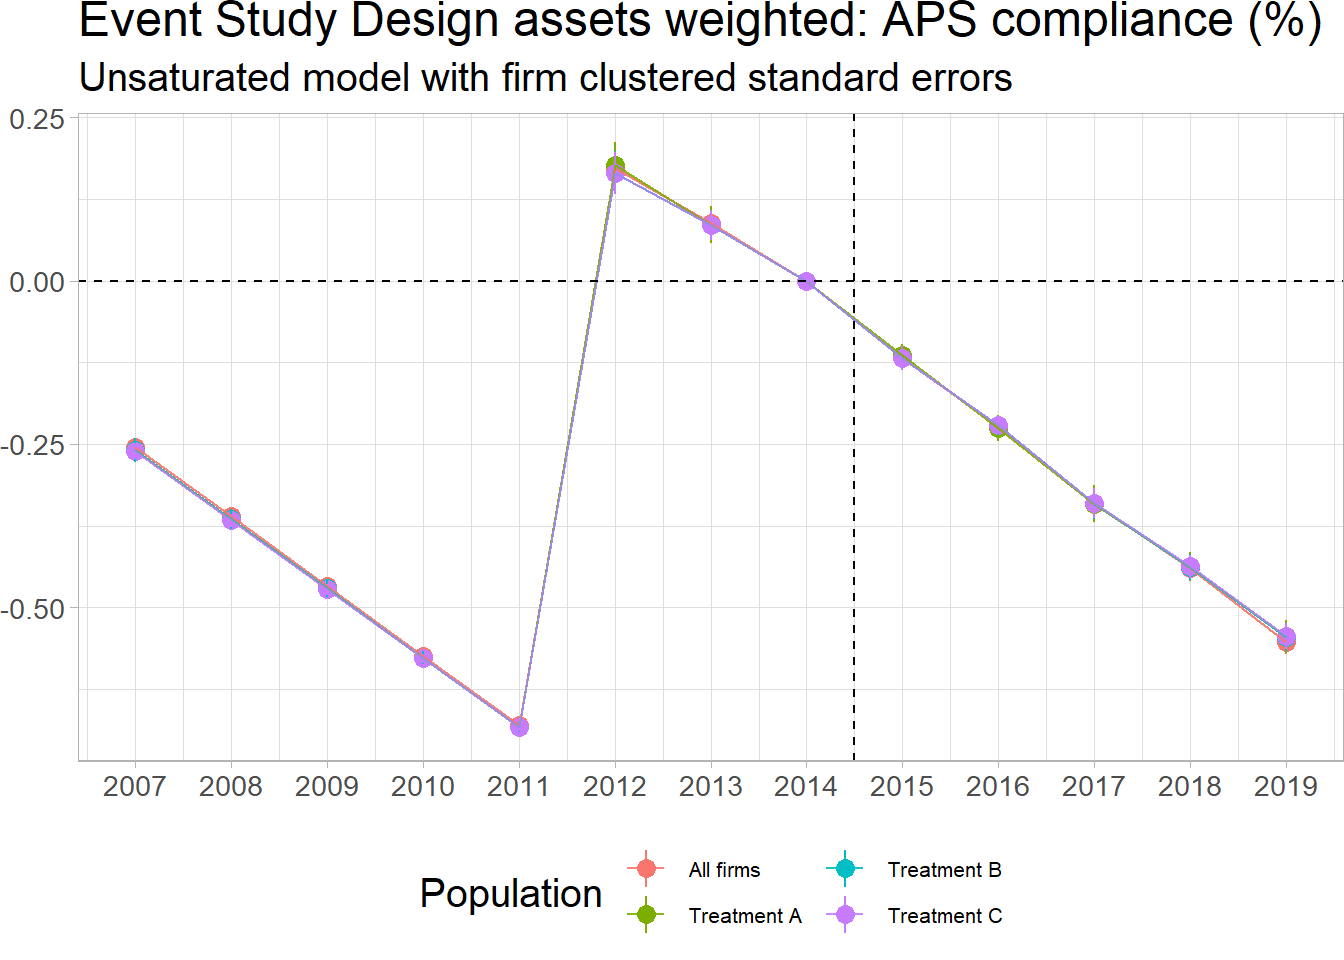 Event Study Design assets weighted: APS compliance (%)
Unsaturated model with firm clustered standard errors
0.25
0.00
-0.25
-0.50
2007 2008 2009 2010 2011 2012 2013 2014 2015 2016 2017 2018 2019
Population
All firms
Treatment B
Treatment A
Treatment C